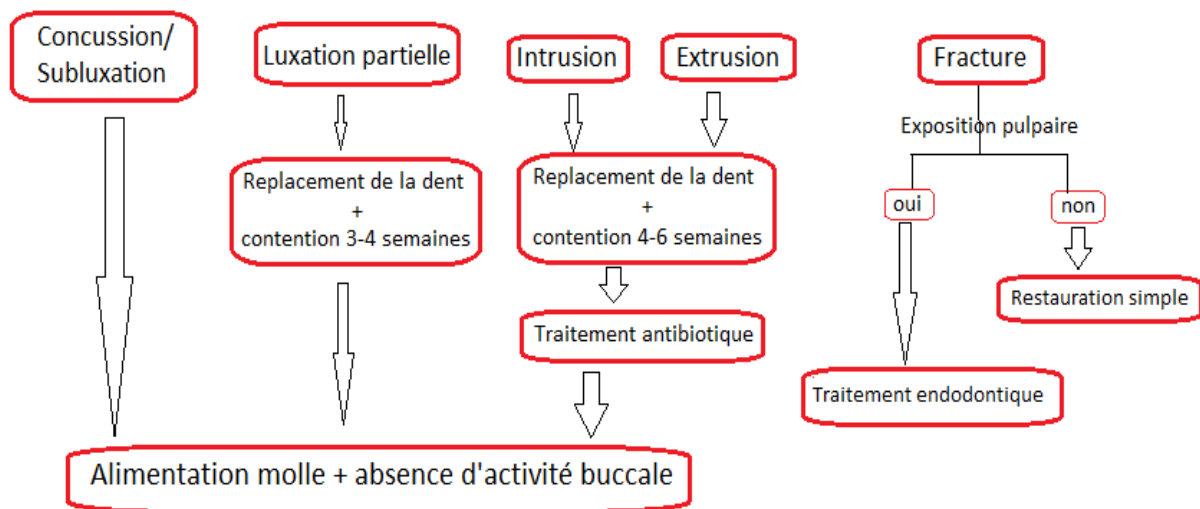 Concussion/
Subluxation
Luxation partielle
Intrusion
Extrusion
Fracture
Exposition pulpaire
Replacement de la dent
+
contention 3-4 semaines
Replacement de la dent
+
contention 4-6 semaines
oui
non
Restauration simple
Traitement antibiotique
Traitement endodontique
Alimentation molle + absence d'activité buccale